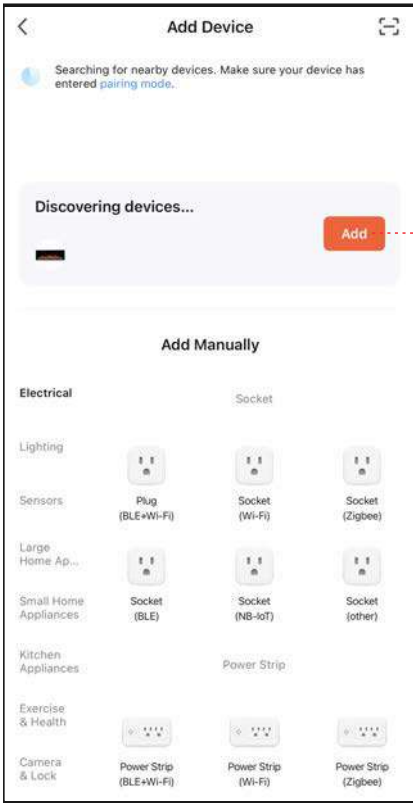 Add Device
Searching for nearby devices. Make sure your device has
entered pairing mode.
Discovering devices...
Add
Add Manually
Electrical
Socket
Lighting
Sensors
Plug
(BLE+Wi-Fi)
Socket
(Wi-Fi)
Socket
(Zigbee)
Large
Home Ap...
Small Home
Appliances
Socket
(BLE)
Socket
(NB-IoT)
Socket
(other)
Kitchen
Appliances
Power Strip
Exercise
& Health
Camera
& Lock
Power Strip
(BLE+Wi-Fi)
Power Strip
(Wi-Fi)
Power Strip
(Zigbee)